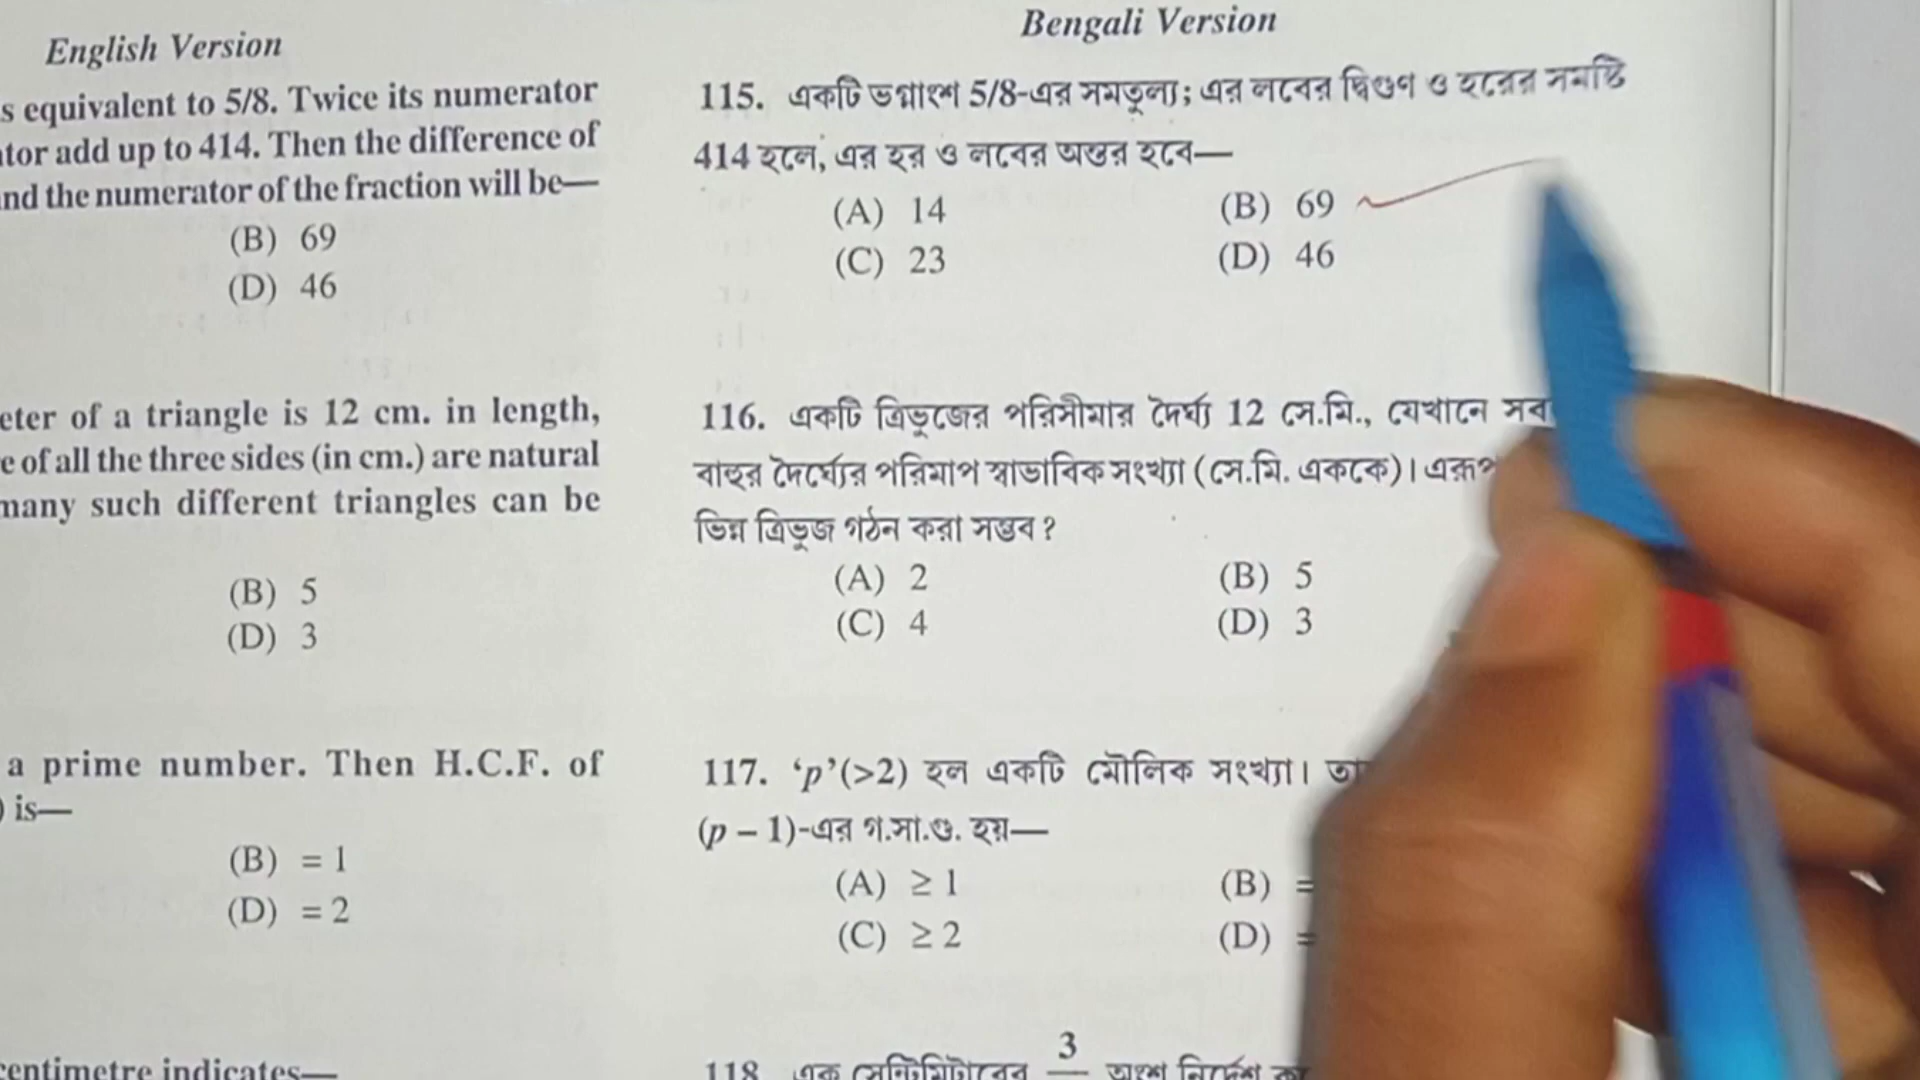 English Version
s equivalent to 5/8. Twice its numerator
tor add up to 414. Then the difference of
nd the numerator of the fraction will be—
(B) 69
(D) 46
eter of a triangle is 12 cm. in length,
e of all the three sides (in cm.) are natural
many such different triangles can be
(B) 5
(D) 3
a prime number. Then H.C.F. of
) is—
(B) = 1
(D) = 2
centimetre indicates—
Bengali Version
115. একটি ভগ্নাংশ 5/8-এর সমতুল্য; এর লবের দ্বিগুণ ও হরের সমষ্টি
414 হলে, এর হর ও লবের অন্তর হবে—
(A) 14 (B) 69
(C) 23 (D) 46
116. একটি ত্রিভুজের পরিসীমার দৈর্ঘ্য 12 সে.মি., যেখানে সব
বাহুর দৈর্ঘ্যের পরিমাপ স্বাভাবিক সংখ্যা (সে.মি. এককে)। এরূপ
ভিন্ন ত্রিভুজ গঠন করা সম্ভব?
(A) 2 (B) 5
(C) 4 (D) 3
117. ‘p’(>2) হল একটি মৌলিক সংখ্যা।
(p – 1)-এর গ.সা.গু. হয়—
(A) ≥ 1 (B) =
(C) ≥ 2 (D) =
118. এক সেন্টিমিটারের 3 অংশ নির্দেশ